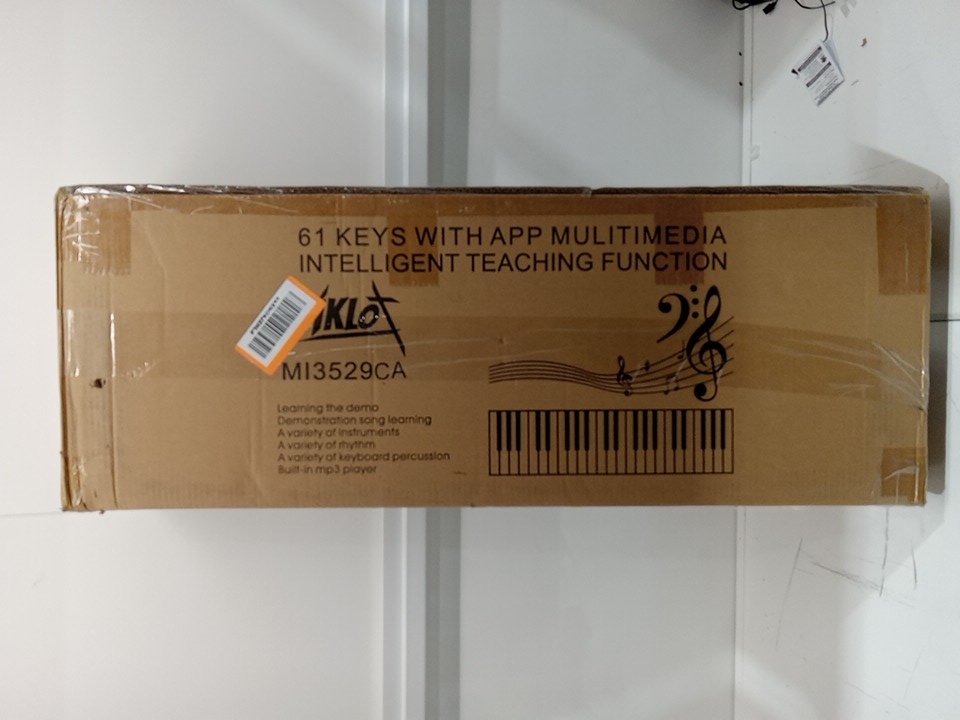 61 KEYS WITH APP MULITIMEDIA
INTELLIGENT TEACHING FUNCTION
MI3529CA
Learning the demo
Demonstration song learning
A variety of instruments
A variety of rhythm
A variety of keyboard percussion
Built-in mp3 player